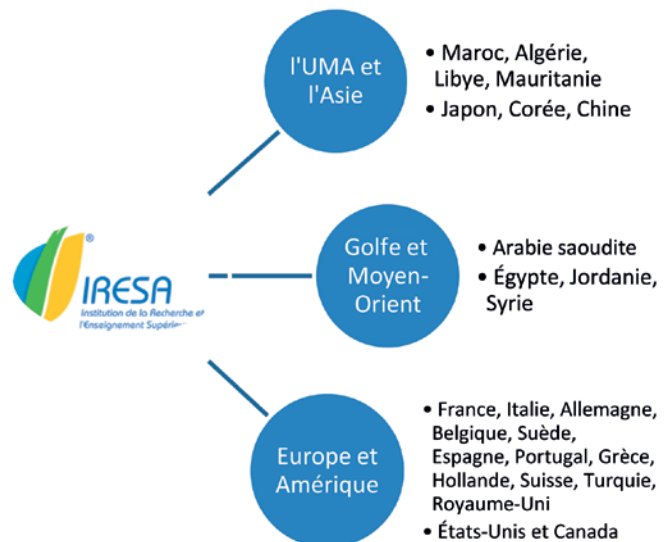 l'UMA et
l'Asie
• Maroc, Algérie,
Libye, Mauritanie
• Japon, Corée, Chine
®
IRESA
Institution de la Recherche et
l'Enseignement Supérieur
Golfe et
Moyen-
Orient
• Arabie saoudite
• Égypte, Jordanie,
Syrie
Europe et
Amérique
• France, Italie, Allemagne,
Belgique, Suède,
Espagne, Portugal, Grèce,
Hollande, Suisse, Turquie,
Royaume-Uni
• États-Unis et Canada